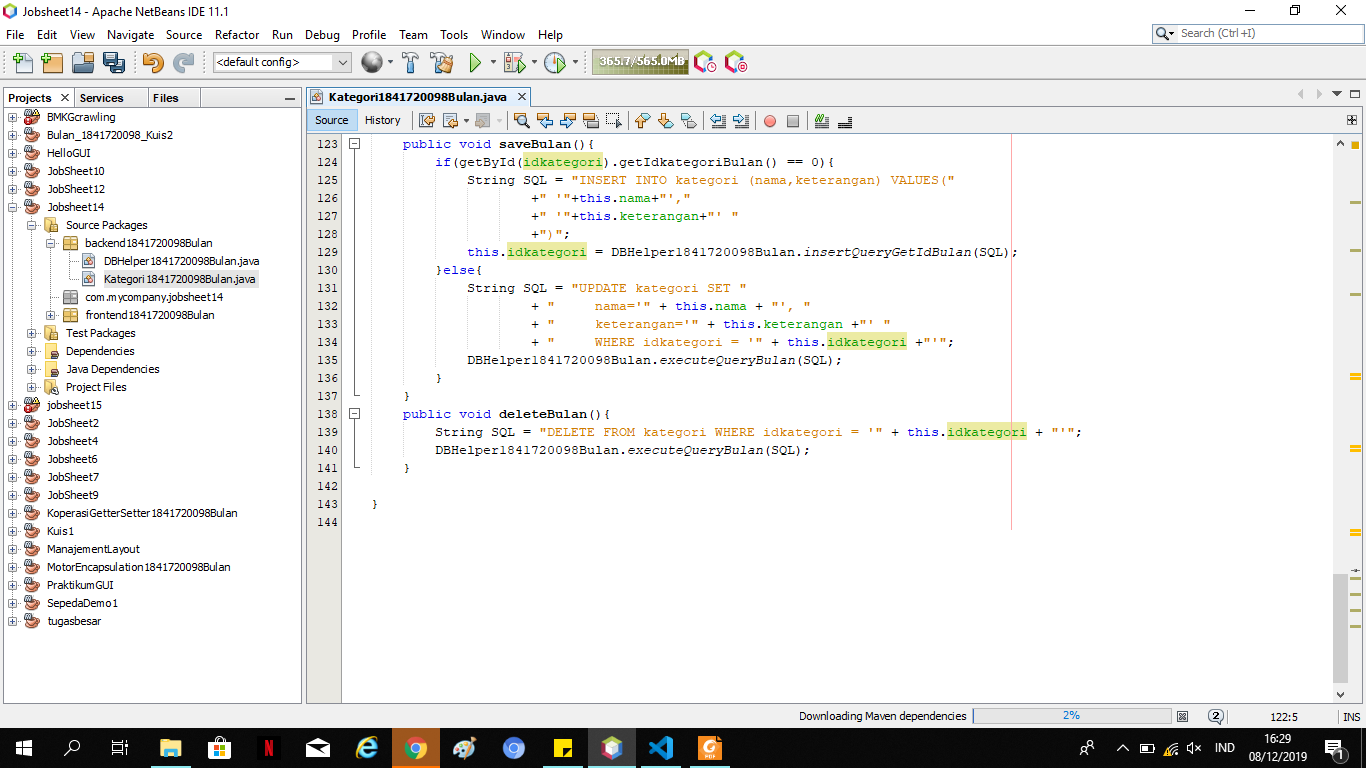 Jobsheet14 - Apache NetBeans IDE 11.1
File Edit View Navigate Source Refactor Run Debug Profile Team Tools Window Help
Search (Ctrl+I)
<default config>
365.7/565.0MB
Projects
Services
Files
BMKGcrawling
Bulan_1841720098_Kuis2
HelloGUI
JobSheet10
JobSheet12
Jobsheet14
Source Packages
backend1841720098Bulan
DBHelper1841720098Bulan.java
Kategori1841720098Bulan.java
com.mycompany.jobsheet14
frontend1841720098Bulan
Test Packages
Dependencies
Java Dependencies
Project Files
jobsheet15
JobSheet2
Jobsheet4
Jobsheet6
JobSheet7
JobSheet9
KoperasiGetterSetter1841720098Bulan
Kuis1
ManajementLayout
MotorEncapsulation1841720098Bulan
PraktikumGUI
SepedaDemo1
tugasbesar
Kategori1841720098Bulan.java
Source History
123 public void saveBulan(){
124 if(getById(idkategori).getIdkategoriBulan() == 0){
125 String SQL = "INSERT INTO kategori (nama,keterangan) VALUES("
126 +" '"+this.nama+"',"
127 +" '"+this.keterangan+"' "
128 +")";
129 this.idkategori = DBHelper1841720098Bulan.insertQueryGetIdBulan(SQL);
130 }else{
131 String SQL = "UPDATE kategori SET "
132 + "     nama='" + this.nama + "', "
133 + "     keterangan='" + this.keterangan +"' "
134 + "     WHERE idkategori = '" + this.idkategori +"'";
135 DBHelper1841720098Bulan.executeQueryBulan(SQL);
136 }
137 }
138 public void deleteBulan(){
139 String SQL = "DELETE FROM kategori WHERE idkategori = '" + this.idkategori + "'";
140 DBHelper1841720098Bulan.executeQueryBulan(SQL);
141 }
142
143 }
144
Downloading Maven dependencies 2% 2 122:5 INS
IND
16:29
08/12/2019
1